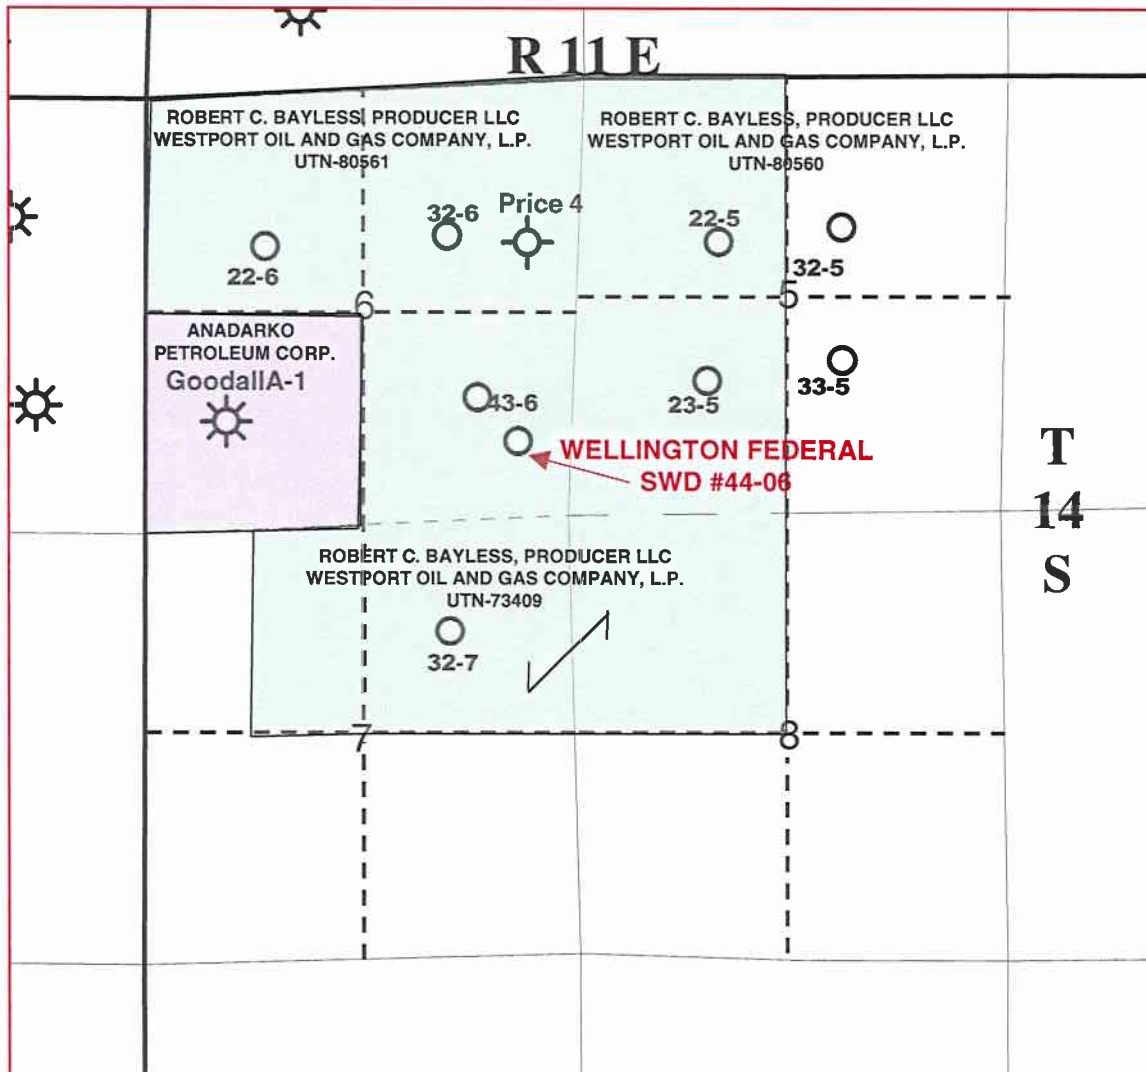 R 11 E
ROBERT C. BAYLESS, PRODUCER LLC
WESTPORT OIL AND GAS COMPANY, L.P.
UTN-80561
ROBERT C. BAYLESS, PRODUCER LLC
WESTPORT OIL AND GAS COMPANY, L.P.
UTN-80560
32-6
Price 4
22-5
22-6
32-5
6
5
ANADARKO
PETROLEUM CORP.
GoodallA-1
43-6
23-5
33-5
WELLINGTON FEDERAL
SWD #44-06
T
14
S
ROBERT C. BAYLESS, PRODUCER LLC
WESTPORT OIL AND GAS COMPANY, L.P.
UTN-73409
32-7
7
8